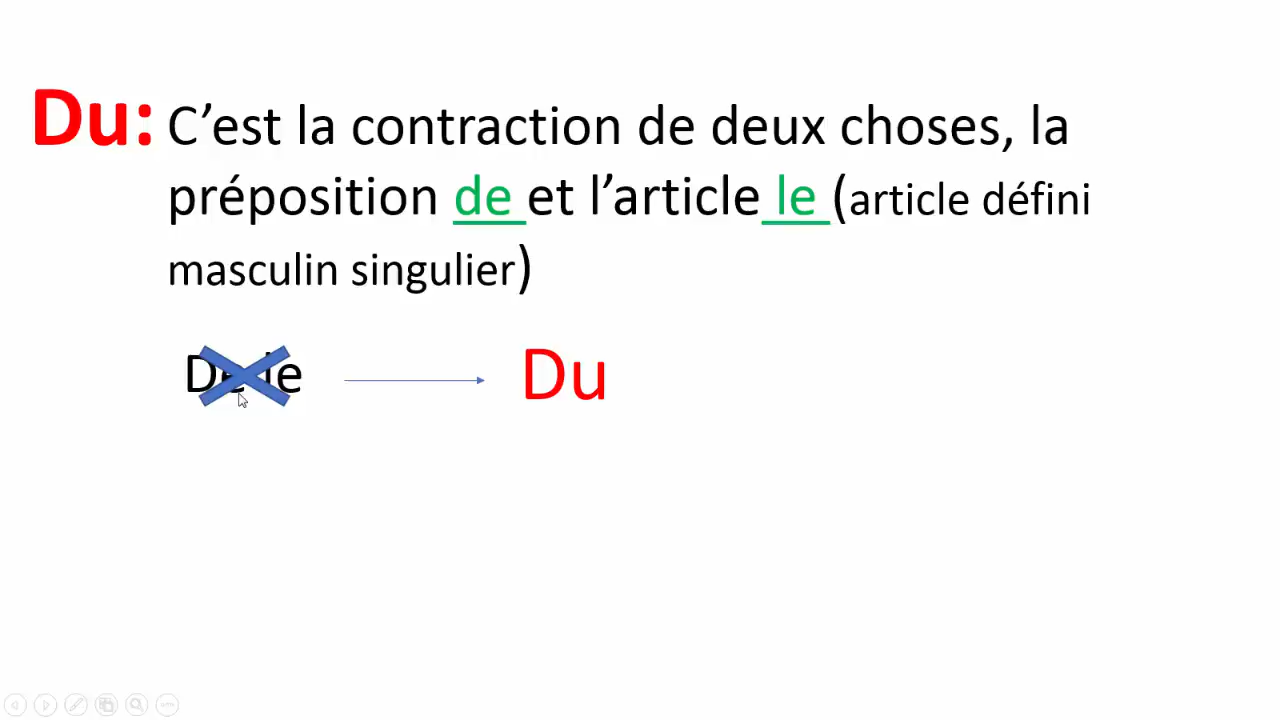 Du: C’est la contraction de deux choses, la
préposition de et l’article le (article défini
masculin singulier)
De le Du